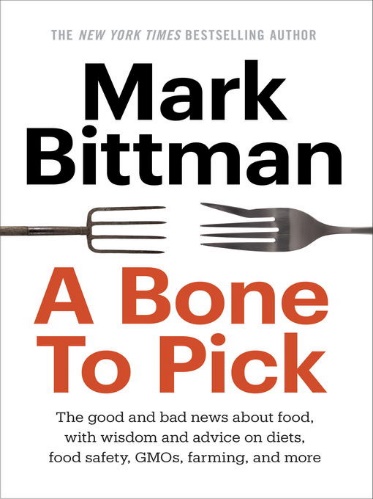 THE NEW YORK TIMES BESTSELLING AUTHOR
Mark
Bittman
A Bone
To Pick
The good and bad news about food,
with wisdom and advice on diets,
food safety, GMOs, farming, and more